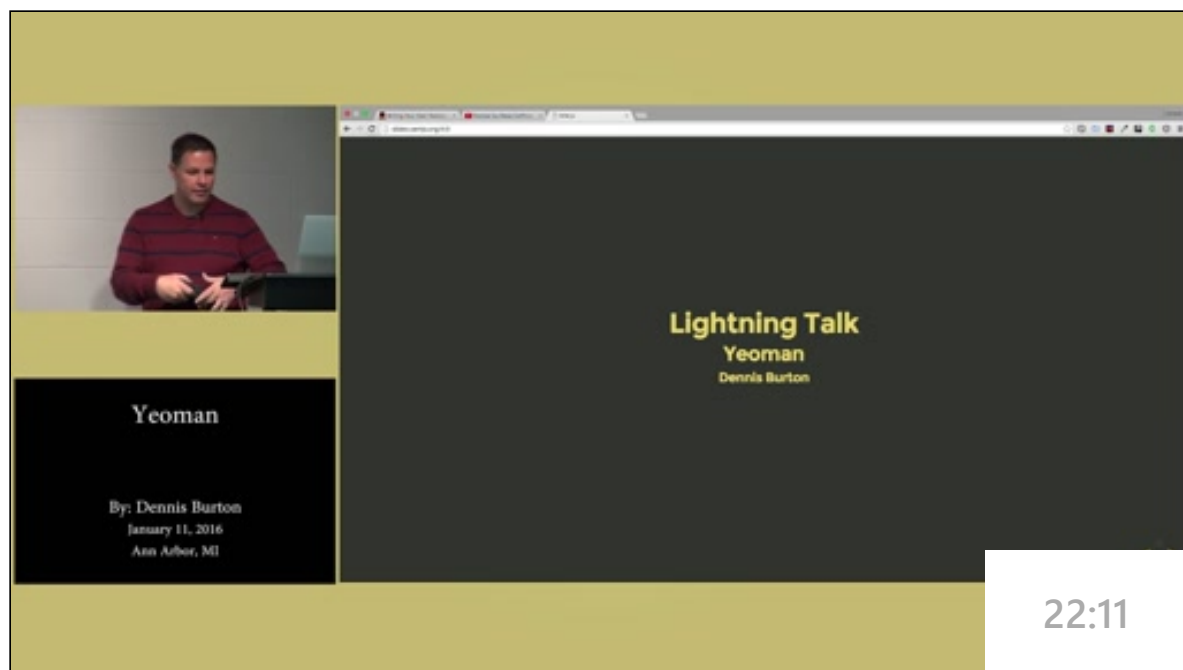 Lightning Talk
Yeoman
Dennis Burton
Yeoman
By: Dennis Burton
January 11, 2016
Ann Arbor, MI
22:11